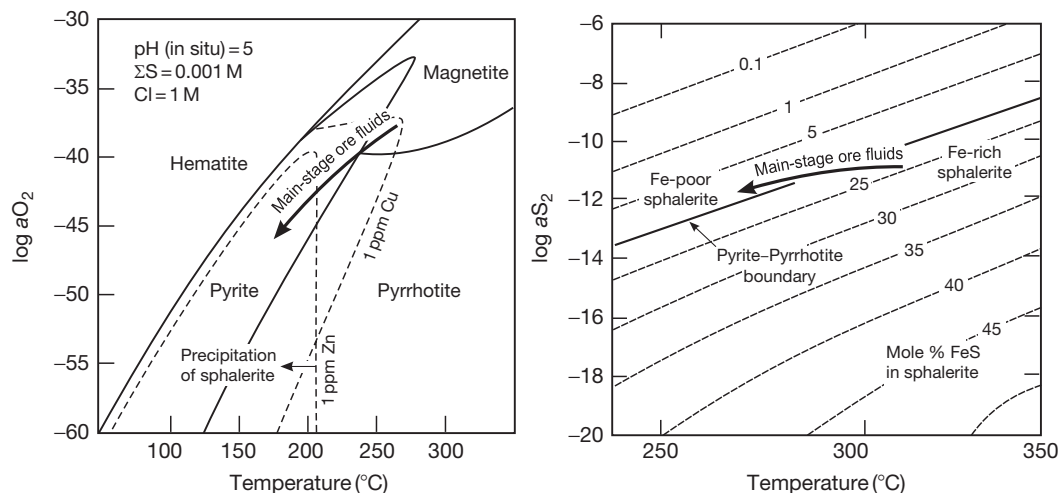 −30
−35
−40
−45
−50
−55
−60
log aO2
pH (in situ) = 5
ΣS = 0.001 M
Cl = 1 M
Magnetite
Hematite
Main-stage ore fluids
1 ppm Cu
Pyrite
Pyrrhotite
Precipitation
of sphalerite
1 ppm Zn
100
150
200
250
300
Temperature (°C)
−6
−8
−10
−12
−14
−16
−18
−20
log aS2
0.1
1
5
Main-stage ore fluids
Fe-poor
sphalerite
Fe-rich
sphalerite
25
30
Pyrite–Pyrrhotite
boundary
35
40
45
Mole % FeS
in sphalerite
250
300
350
Temperature (°C)